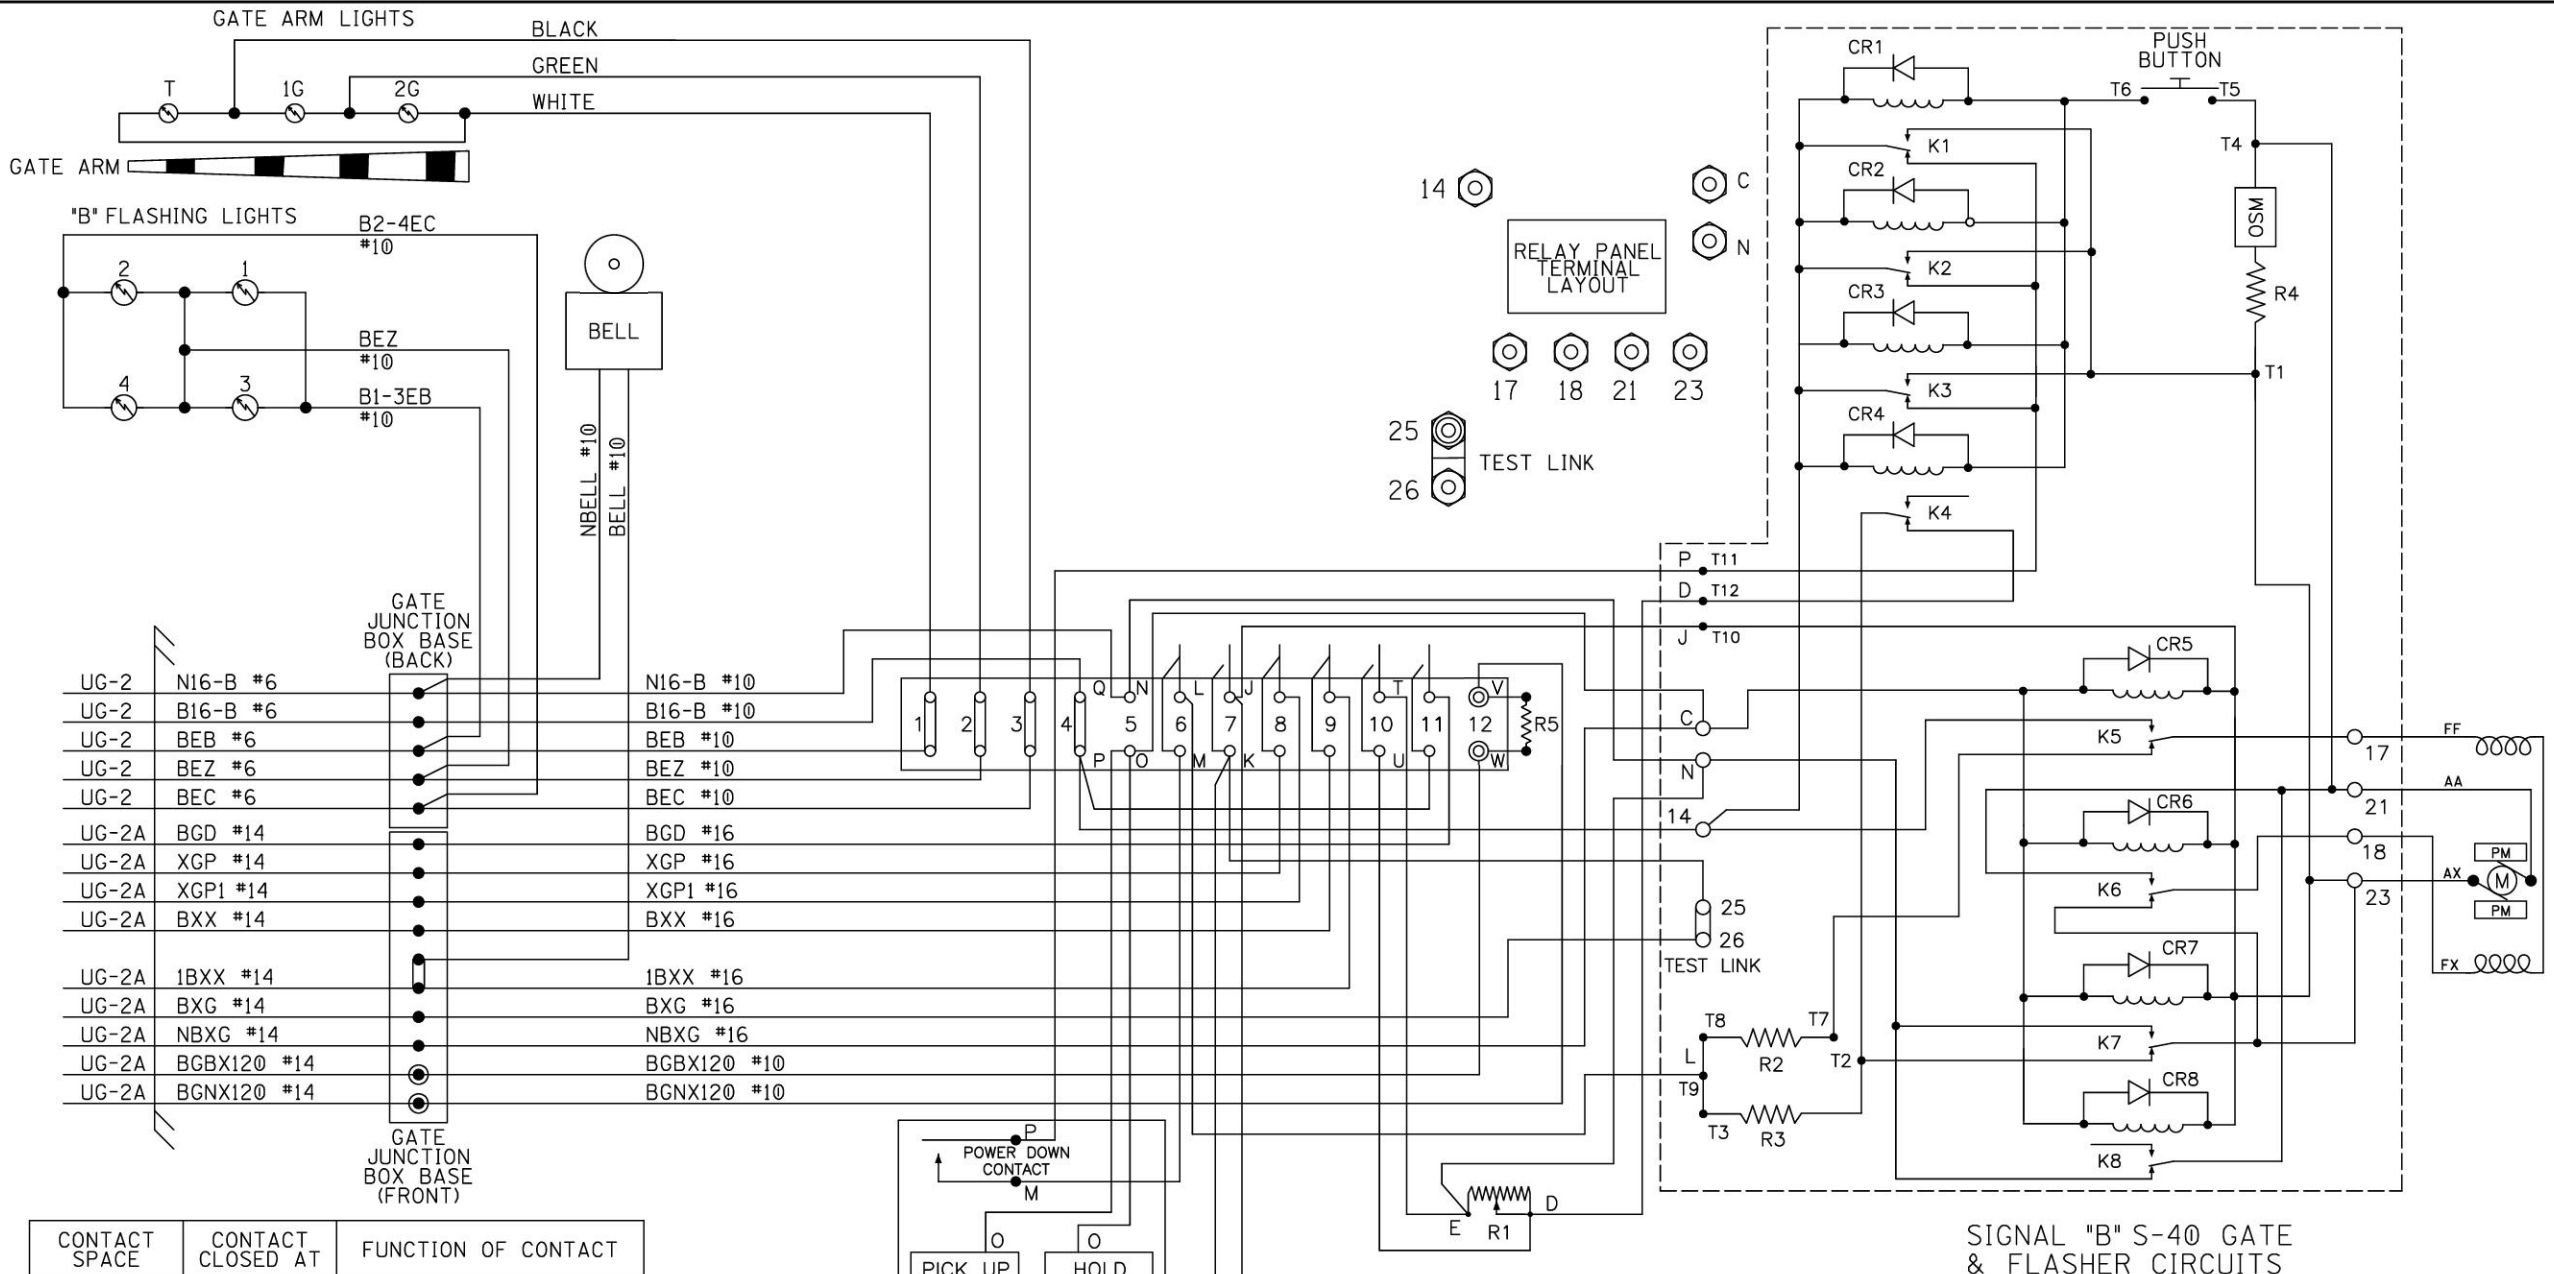 GATE ARM LIGHTS
BLACK
GREEN
WHITE
T
1G
2G
GATE ARM
"B" FLASHING LIGHTS
B2-4EC
#10
2
1
BEZ
#10
4
3
B1-3EB
#10
BELL
NBELL #10
BELL #10
14
C
N
RELAY PANEL
TERMINAL
LAYOUT
17
18
21
23
25
TEST LINK
26
CR1
PUSH
BUTTON
T6
T5
K1
T4
CR2
OSM
K2
R4
CR3
T1
K3
CR4
K4
P T11
D T12
J T10
GATE
JUNCTION
BOX BASE
(BACK)
UG-2 N16-B #6 N16-B #10
UG-2 B16-B #6 B16-B #10
UG-2 BEB #6 BEB #10
UG-2 BEZ #6 BEZ #10
UG-2 BEC #6 BEC #10
UG-2A BGD #14 BGD #16
UG-2A XGP #14 XGP #16
UG-2A XGP1 #14 XGP1 #16
UG-2A BXX #14 BXX #16
UG-2A 1BXX #14 1BXX #16
UG-2A BXG #14 BXG #16
UG-2A NBXG #14 NBXG #16
UG-2A BGBX120 #14 BGBX120 #10
UG-2A BGNX120 #14 BGNX120 #10
GATE
JUNCTION
BOX BASE
(FRONT)
Q N L J T V
1 2 3 4 5 6 7 8 9 10 11 12 R5
P O M K U W
C
N
14
25
26
TEST LINK
CR5
K5
17
FF
21
AA
CR6
18
K6
AX
23
PM
M
PM
FX
CR7
K7
CR8
K8
T8
T7
R2
T2
L
T9
T3
R3
P
POWER DOWN
CONTACT
M
O
PICK UP
O
HOLD
E
R1
D
CONTACT
SPACE
CONTACT
CLOSED AT
FUNCTION OF CONTACT
SIGNAL "B" S-40 GATE
& FLASHER CIRCUITS